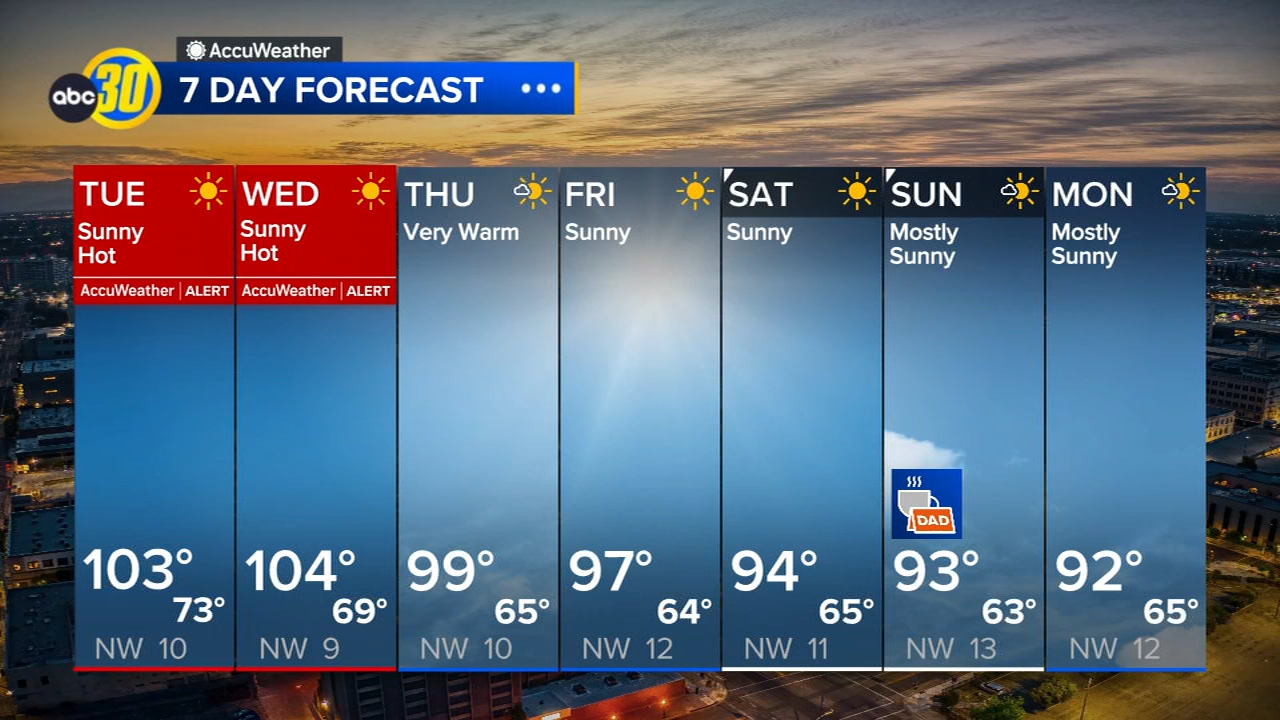 AccuWeather
abc 30
7 DAY FORECAST
TUE
Sunny
Hot
AccuWeather | ALERT
103°
73°
NW 10
WED
Sunny
Hot
AccuWeather | ALERT
104°
69°
NW 9
THU
Very Warm
99°
65°
NW 10
FRI
Sunny
97°
64°
NW 12
SAT
Sunny
94°
65°
NW 11
SUN
Mostly
Sunny
DAD
93°
63°
NW 13
MON
Mostly
Sunny
92°
65°
NW 12